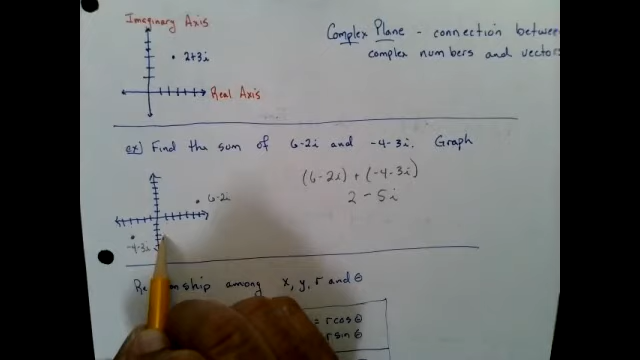 Imaginary Axis
2+3i
Real Axis
Complex Plane - connection between
complex numbers and vectors
ex) Find the sum of 6-2i and -4-3i. Graph
(6-2i) + (-4-3i)
2 - 5i
6-2i
-4-3i
Relationship among x, y, r and θ
= r cos θ
r sin θ